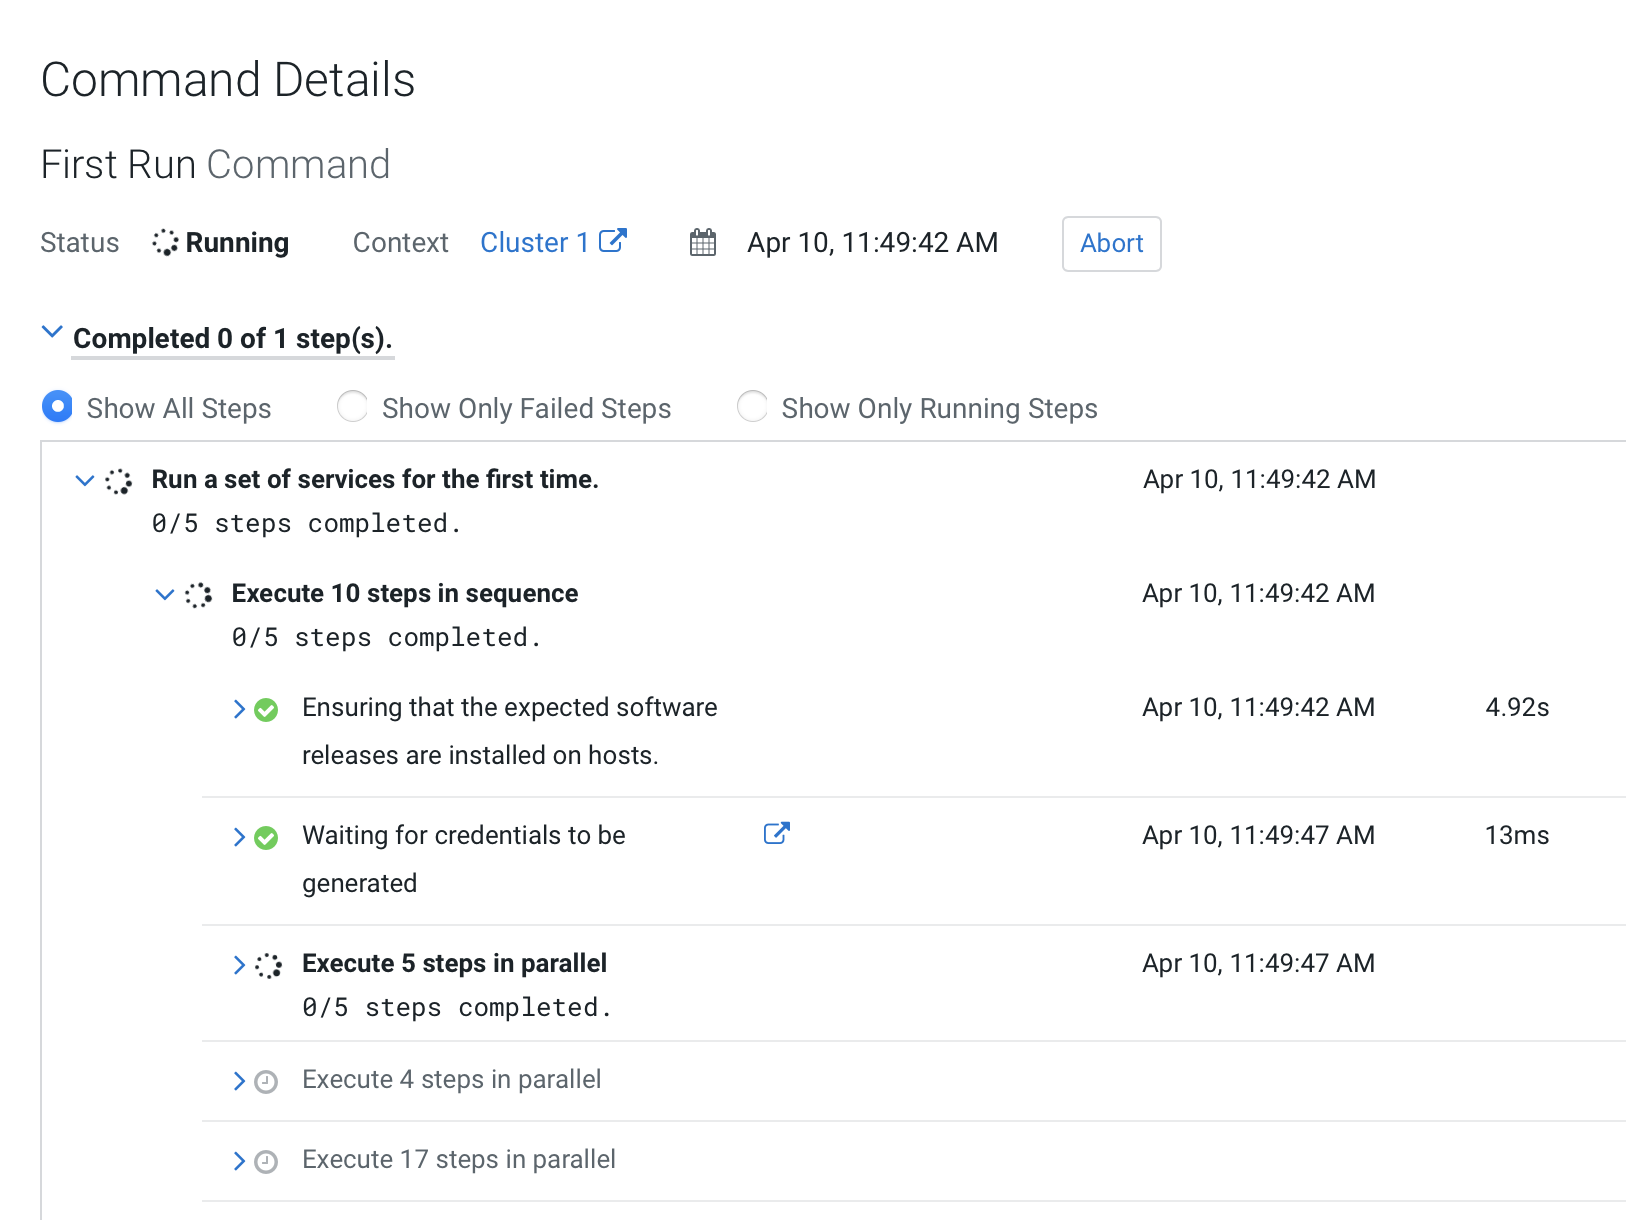 Command Details
First Run Command
Status Running Context Cluster 1 Apr 10, 11:49:42 AM Abort
Completed 0 of 1 step(s).
Show All Steps Show Only Failed Steps Show Only Running Steps
Run a set of services for the first time. Apr 10, 11:49:42 AM
0/5 steps completed.
Execute 10 steps in sequence Apr 10, 11:49:42 AM
0/5 steps completed.
Ensuring that the expected software Apr 10, 11:49:42 AM 4.92s
releases are installed on hosts.
Waiting for credentials to be Apr 10, 11:49:47 AM 13ms
generated
Execute 5 steps in parallel Apr 10, 11:49:47 AM
0/5 steps completed.
Execute 4 steps in parallel
Execute 17 steps in parallel